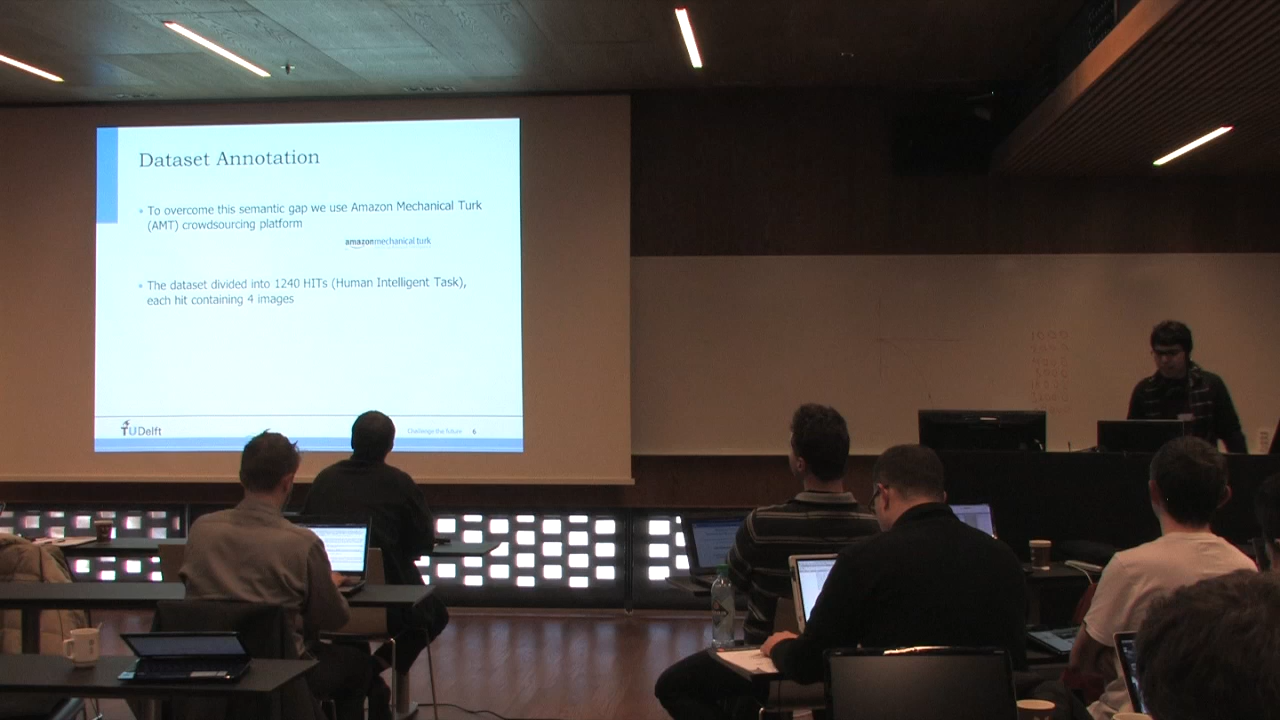 Dataset Annotation
To overcome this semantic gap we use Amazon Mechanical Turk
(AMT) crowdsourcing platform
amazonmechanical turk
The dataset divided into 1240 HITs (Human Intelligent Task),
each hit containing 4 images
TUDelft
Challenge the future 6